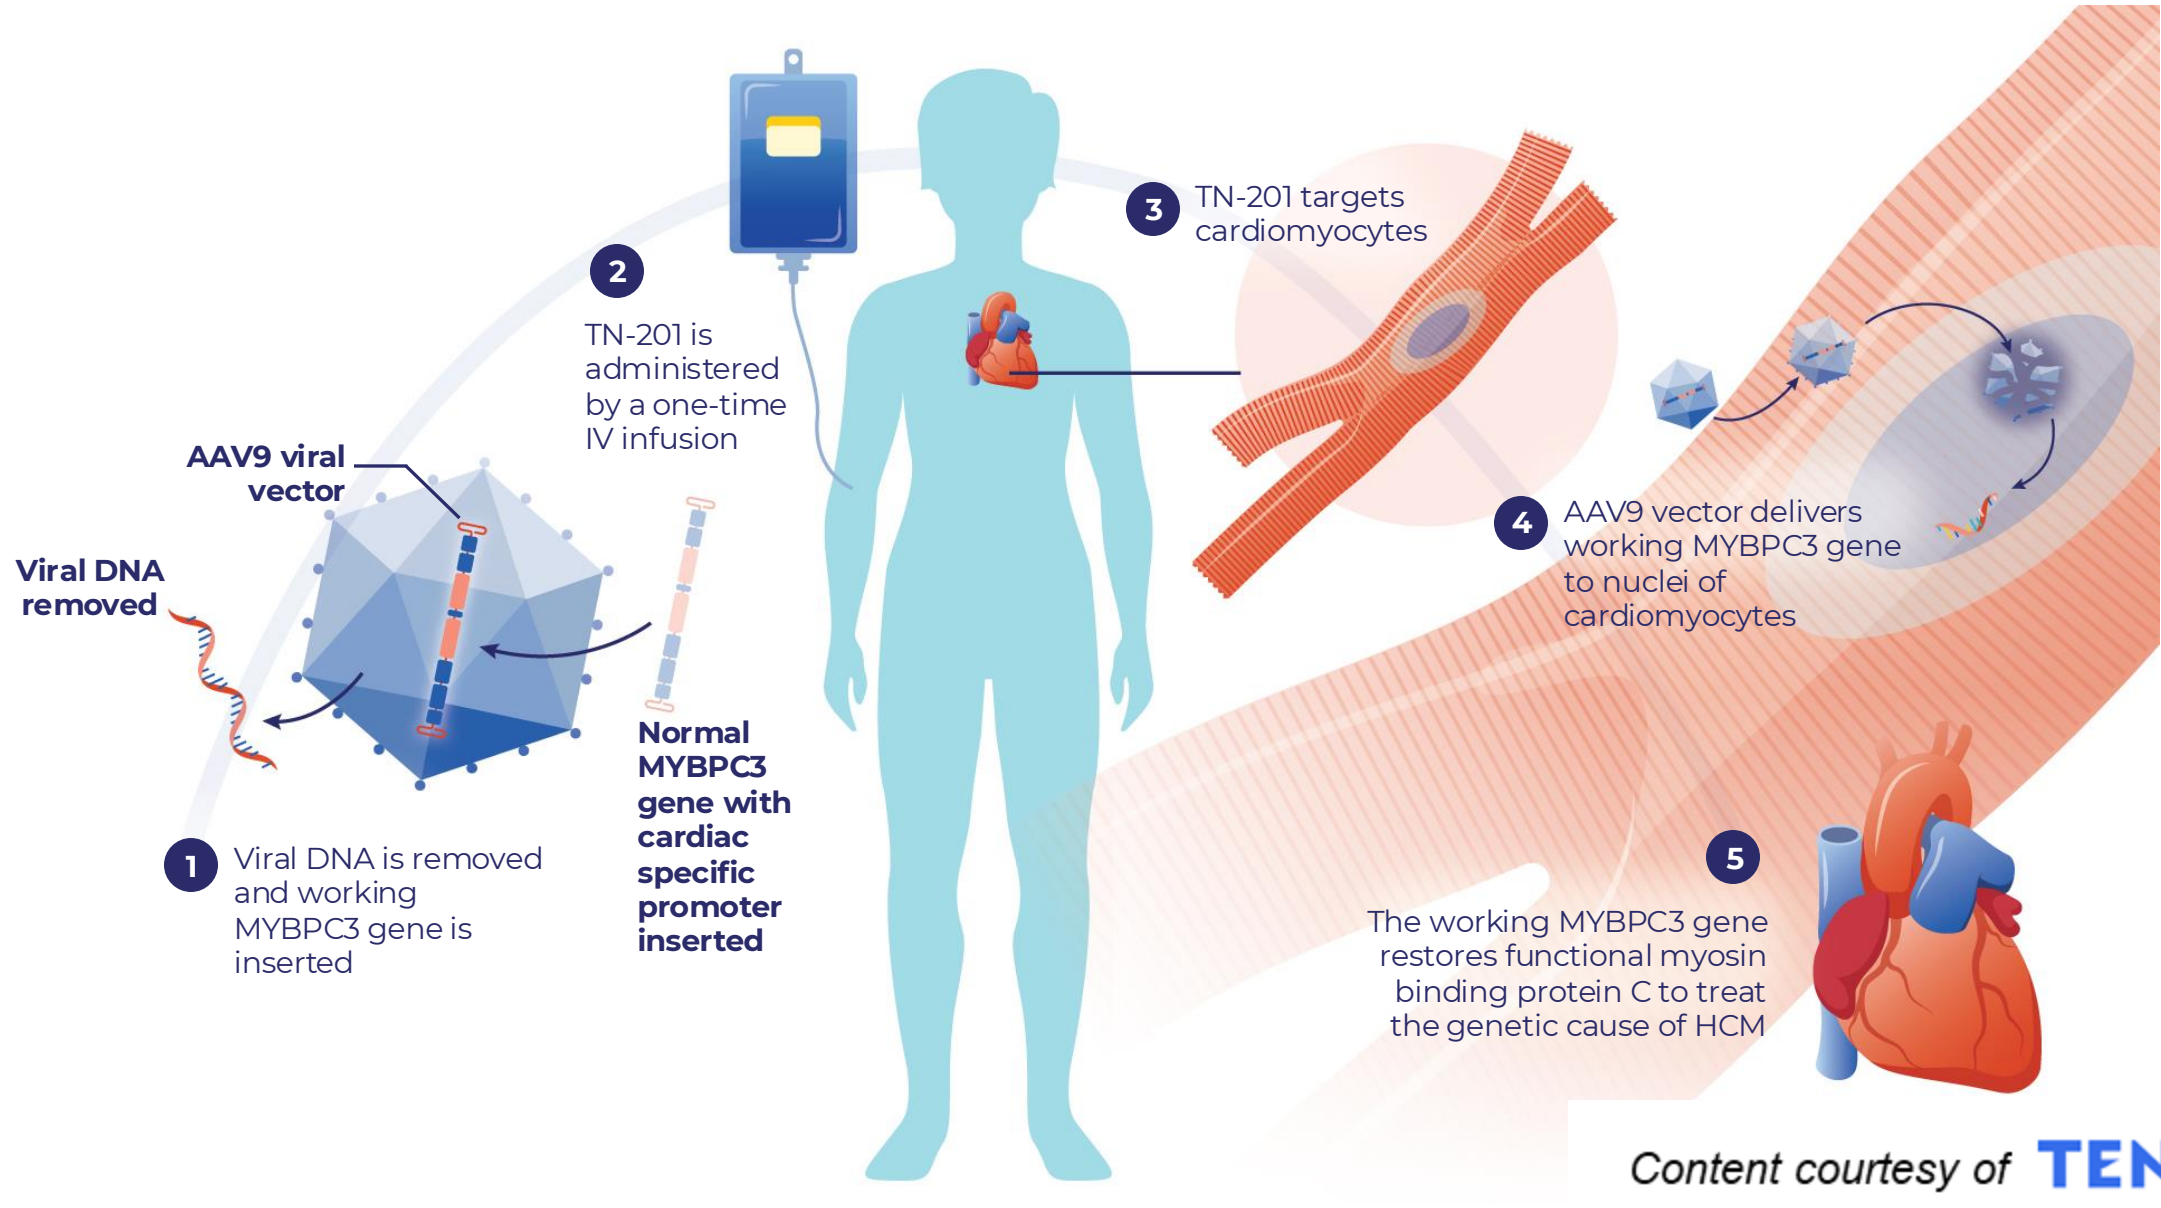 AAV9 viral
vector
Viral DNA
removed
1
Viral DNA is removed
and working
MYBPC3 gene is
inserted
Normal
MYBPC3
gene with
cardiac
specific
promoter
inserted
2
TN-201 is
administered
by a one-time
IV infusion
3
TN-201 targets
cardiomyocytes
4
AAV9 vector delivers
working MYBPC3 gene
to nuclei of
cardiomyocytes
5
The working MYBPC3 gene
restores functional myosin
binding protein C to treat
the genetic cause of HCM
Content courtesy of